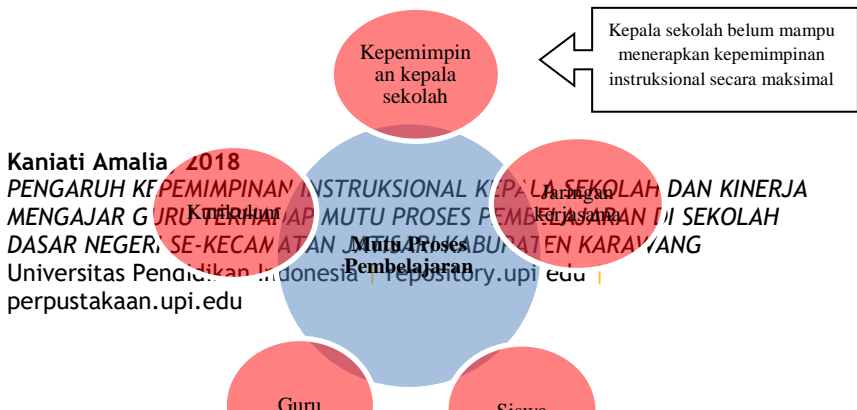 Kepemimpin
an kepala
sekolah
Kepala sekolah belum mampu
menerapkan kepemimpinan
instruksional secara maksimal
Kaniati Amalia, 2018
PENGARUH KEPEMIMPINAN INSTRUKSIONAL KEPALA SEKOLAH DAN KINERJA
MENGAJAR GURU TERHADAP MUTU PROSES PEMBELAJARAN DI SEKOLAH
DASAR NEGERI SE-KECAMATAN JATISARI KABUPATEN KARAWANG
Universitas Pendidikan Indonesia | repository.upi.edu |
perpustakaan.upi.edu
Kurikulum
Jaringan
kerjasama
Mutu Proses
Pembelajaran
Guru
Siswa